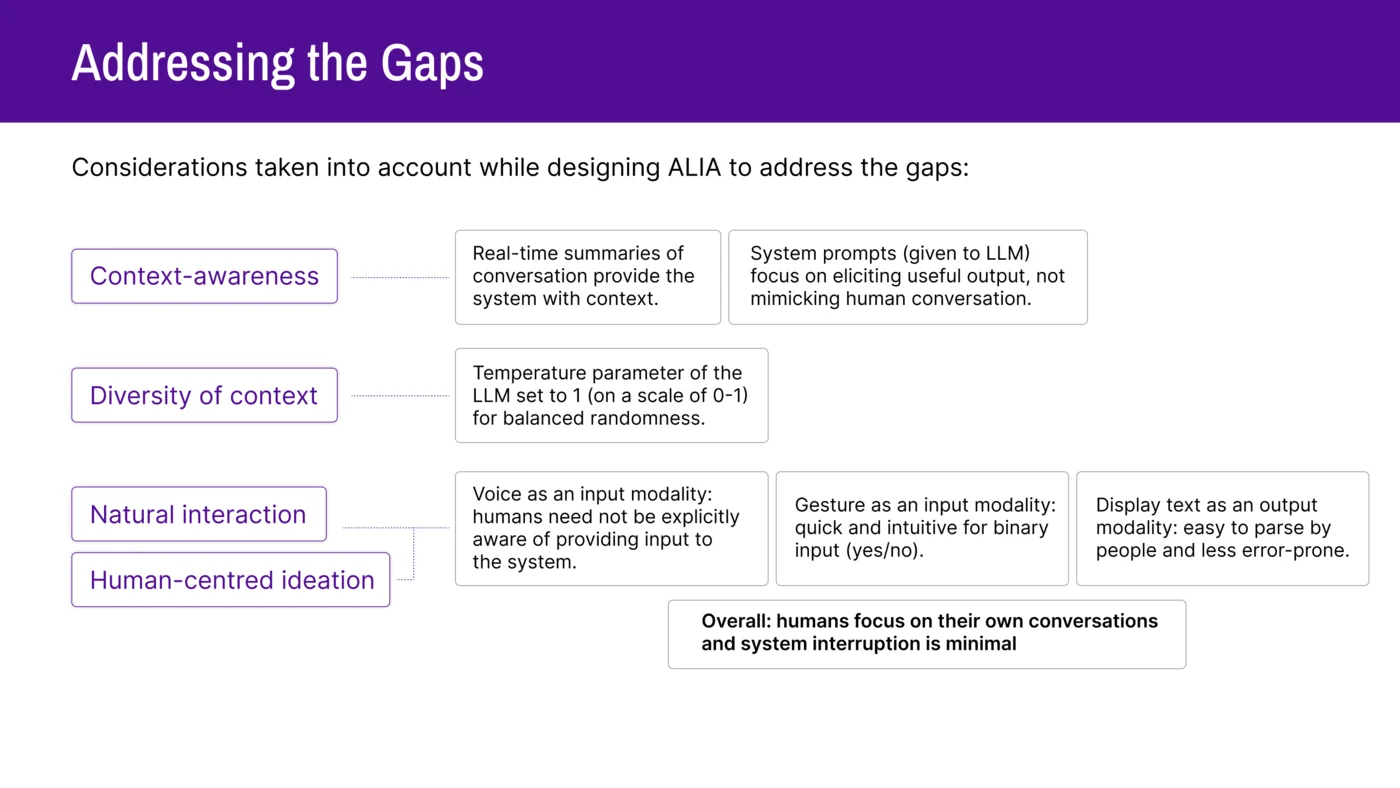 Addressing the Gaps
Considerations taken into account while designing ALIA to address the gaps:
Context-awareness
Real-time summaries of
conversation provide the
system with context.
System prompts (given to LLM)
focus on eliciting useful output, not
mimicking human conversation.
Diversity of context
Temperature parameter of the
LLM set to 1 (on a scale of 0-1)
for balanced randomness.
Natural interaction
Human-centred ideation
Voice as an input modality:
humans need not be explicitly
aware of providing input to
the system.
Gesture as an input modality:
quick and intuitive for binary
input (yes/no).
Display text as an output
modality: easy to parse by
people and less error-prone.
Overall: humans focus on their own conversations
and system interruption is minimal